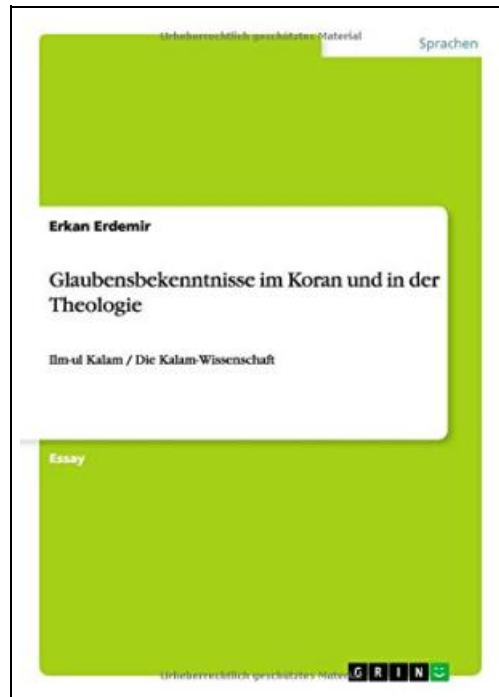 Urheberrechtlich geschütztes Material
Sprachen
Erkan Erdemir
Glaubensbekenntnisse im Koran und in der
Theologie
Ilm-ul Kalam / Die Kalam-Wissenschaft
Essay
Urheberrechtlich geschütztes Mater
GRIN